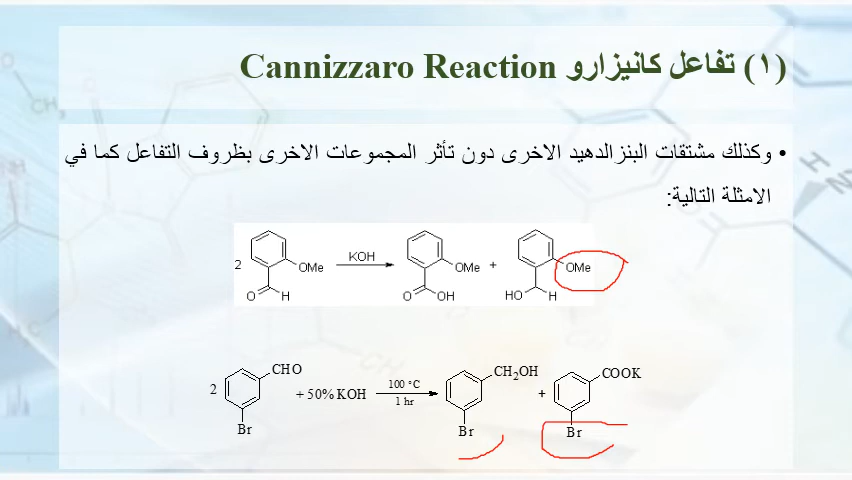 (١) تفاعل كانيزارو Cannizzaro Reaction
• وكذلك مشتقات البنزالدهيد الاخرى دون تأثر المجموعات الاخرى بظروف التفاعل كما في
الامثلة التالية:
2 OMe O H KOH OMe O OH + OMe HO H
2 CHO Br + 50% KOH 100 °C 1 hr CH2OH Br + COOK Br